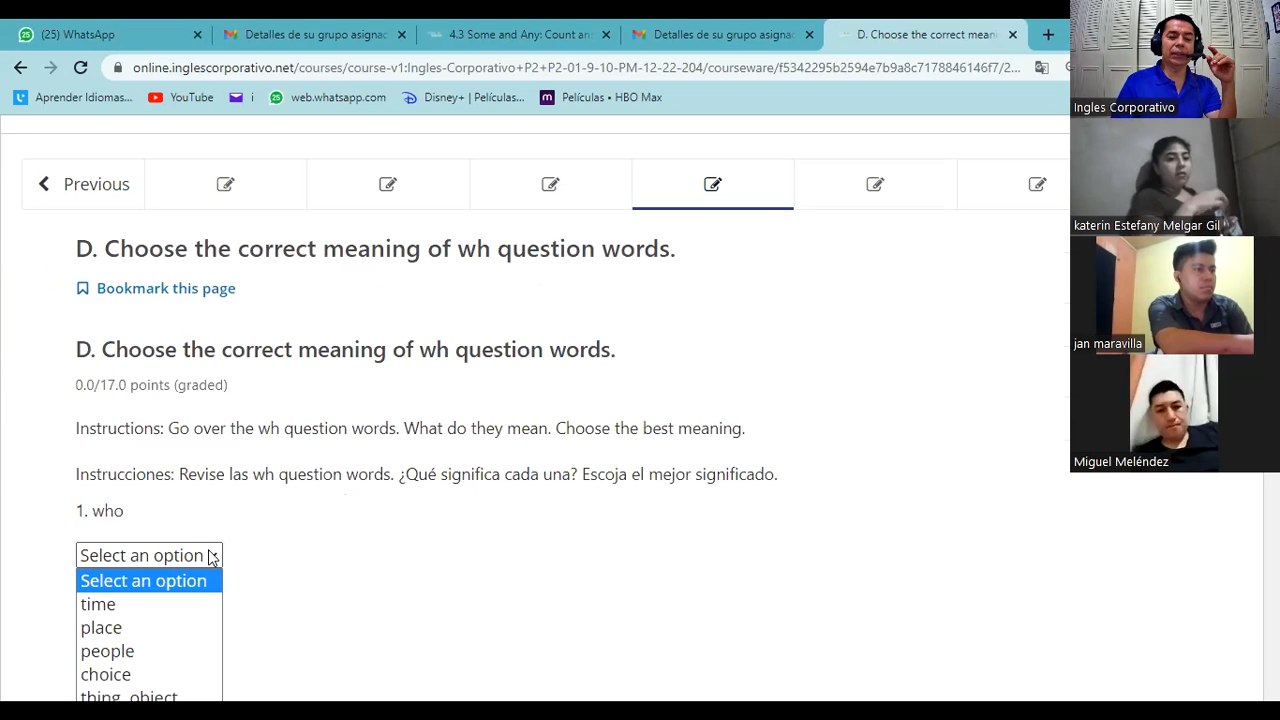 (25) WhatsApp
Detalles de su grupo asign
me and Any: Count an
Detalles de su grupo asign
D. Choose the correct mean
online.inglescorporativo.net/courses/course-v1:Ingles-Corporativo+P2+P2-01-9-10-PM-12-22-204/courseware/f5342295b2594e7b9a8c7178846146f7/2...
Aprender Idiomas...
YouTube
i
web.whatsapp.com
Disney+ | Películas...
Películas • HBO Max
Previous
D. Choose the correct meaning of wh question words.
Bookmark this page
D. Choose the correct meaning of wh question words.
0.0/17.0 points (graded)
Instructions: Go over the wh question words. What do they mean. Choose the best meaning.
Instrucciones: Revise las wh question words. ¿Qué significa cada una? Escoja el mejor significado.
1. who
Select an option
Select an option
time
place
people
choice
thing, object
Ingles Corporativo
katerin Estefany Melgar Gil
jan maravilla
Miguel Meléndez